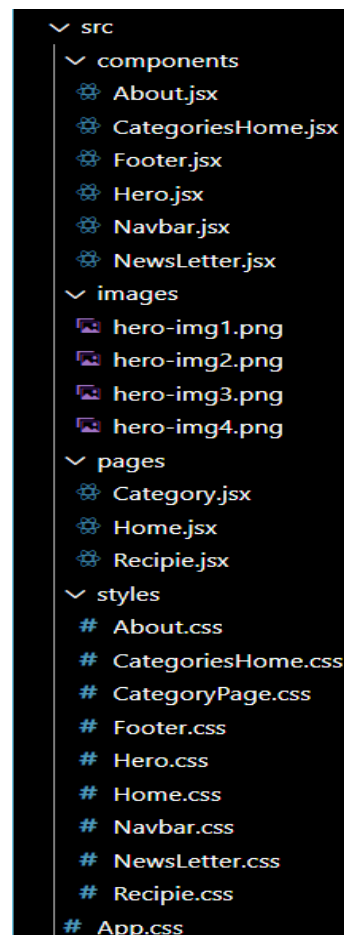 src
components
About.jsx
CategoriesHome.jsx
Footer.jsx
Hero.jsx
Navbar.jsx
NewsLetter.jsx
images
hero-img1.png
hero-img2.png
hero-img3.png
hero-img4.png
pages
Category.jsx
Home.jsx
Recipie.jsx
styles
# About.css
# CategoriesHome.css
# CategoryPage.css
# Footer.css
# Hero.css
# Home.css
# Navbar.css
# NewsLetter.css
# Recipie.css
# App.css